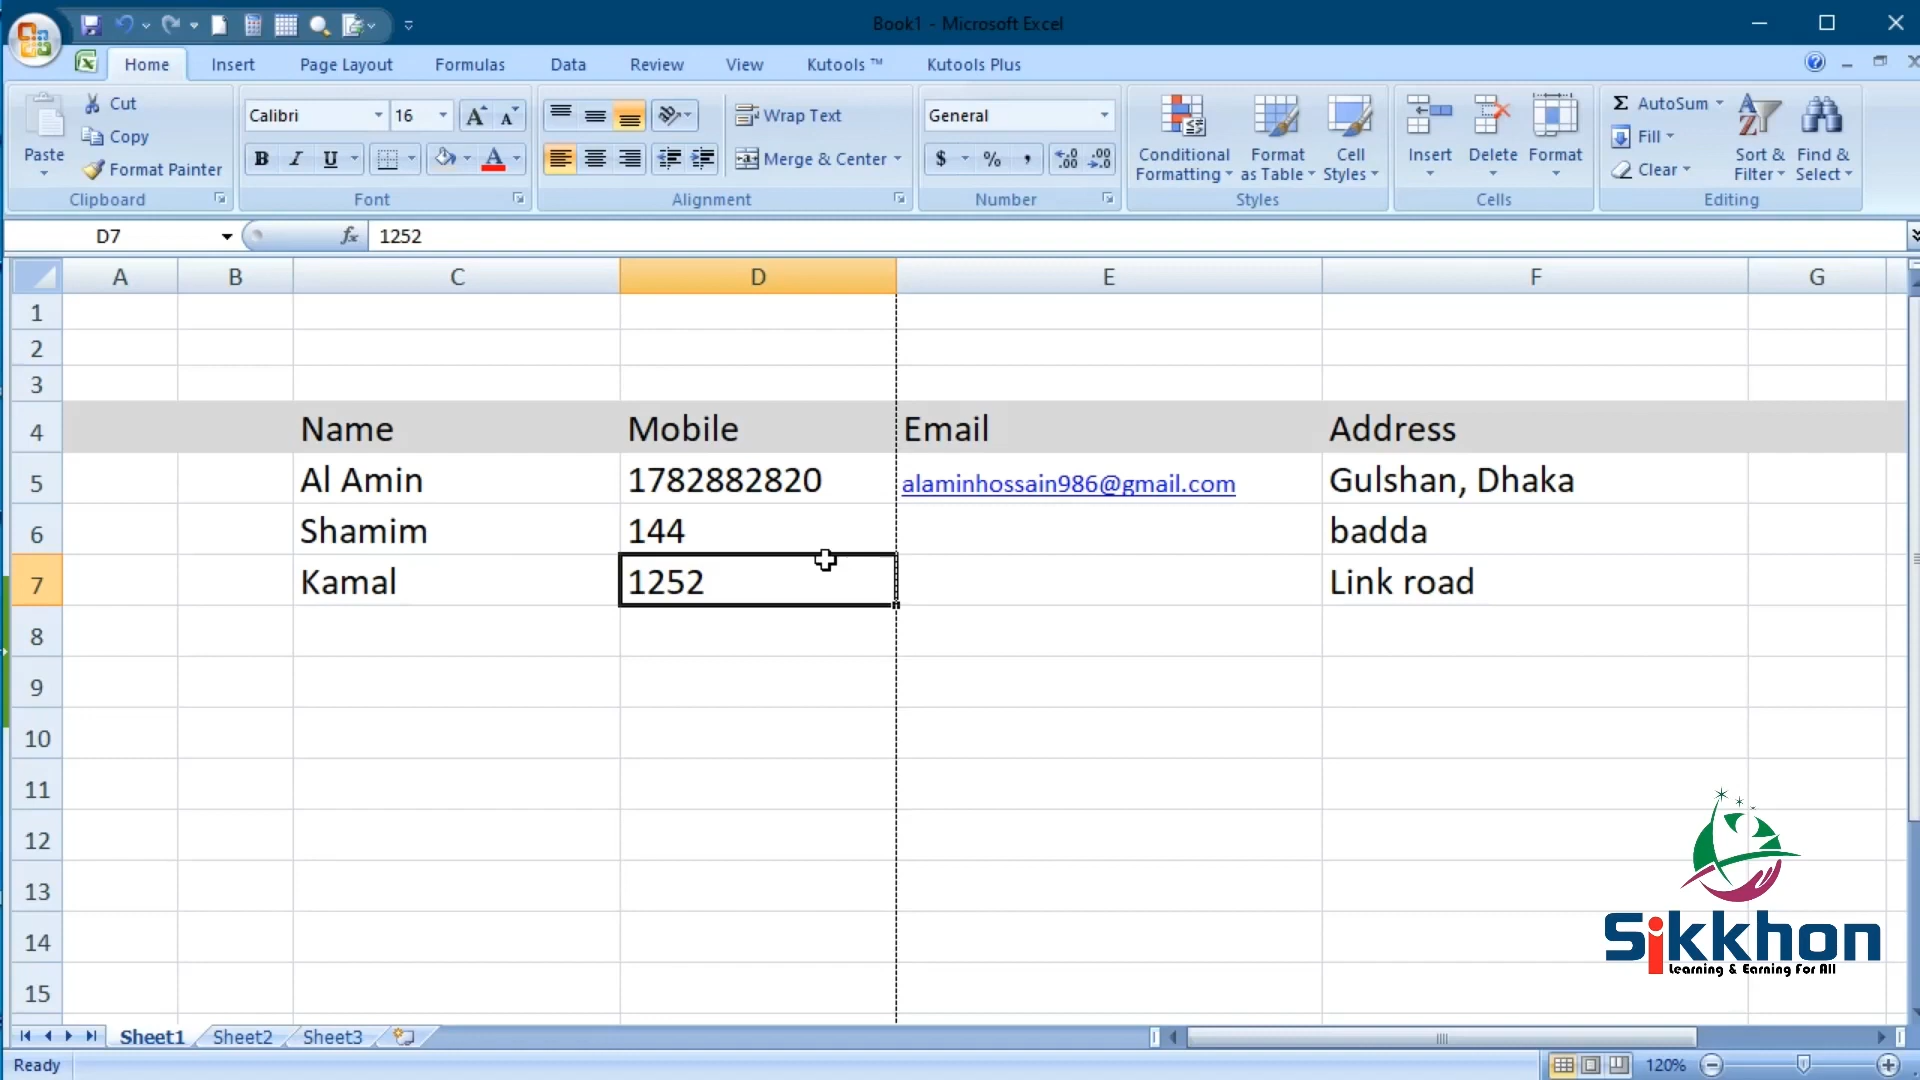 Book1 - Microsoft Excel
Home Insert Page Layout Formulas Data Review View Kutools ™ Kutools Plus
Cut
Copy
Format Painter
Paste
Clipboard
Calibri 16
B I U A
Font
Wrap Text
Merge & Center
Alignment
General
$ % ,
Number
Conditional Formatting
Format as Table
Cell Styles
Styles
Insert Delete Format
Cells
Σ AutoSum
Fill
Clear
Sort & Filter
Find & Select
Editing
D7 fx 1252
A B C D E F G
1
2
3
4 Name Mobile Email Address
5 Al Amin 1782882820 alaminhossain986@gmail.com Gulshan, Dhaka
6 Shamim 144 badda
7 Kamal 1252 Link road
8
9
10
11
12
13
14
15
Sikkhon
Learning & Earning For All
Sheet1 Sheet2 Sheet3
Ready 120%